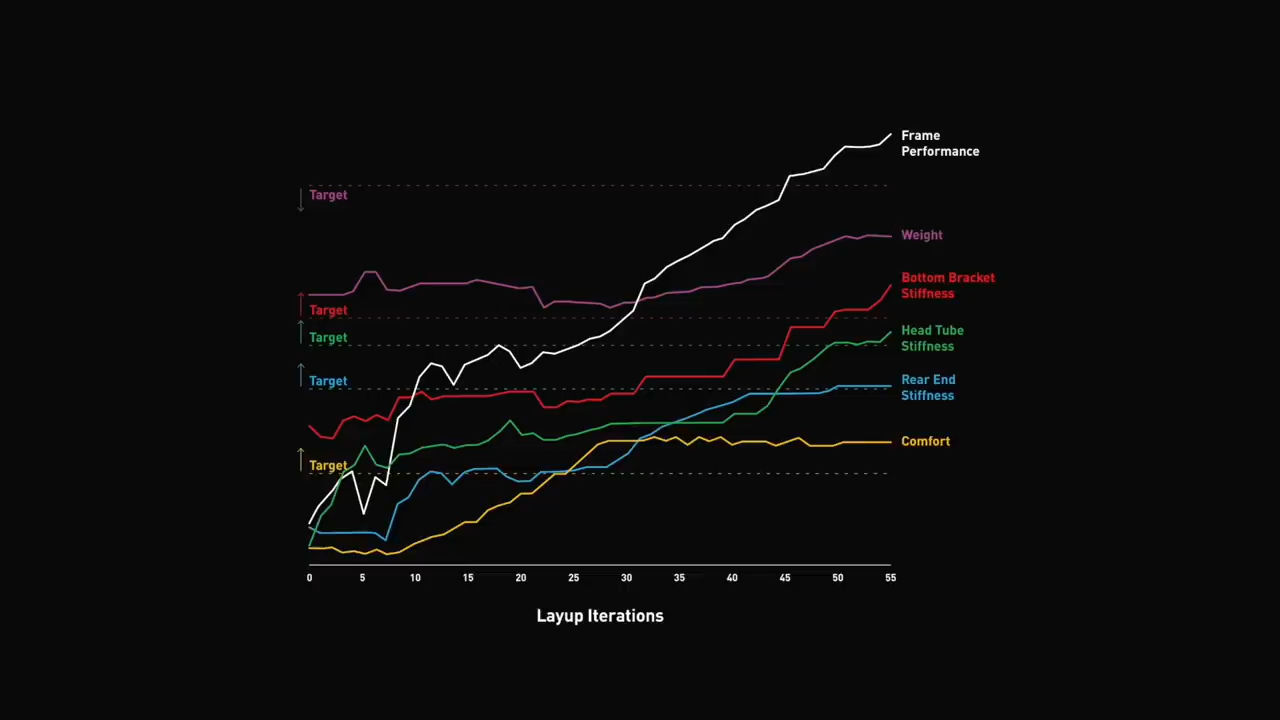 Frame
Performance
Target
Weight
Bottom Bracket
Stiffness
Target
Target
Head Tube
Stiffness
Target
Rear End
Stiffness
Comfort
Target
0 5 10 15 20 25 30 35 40 45 50 55
Layup Iterations